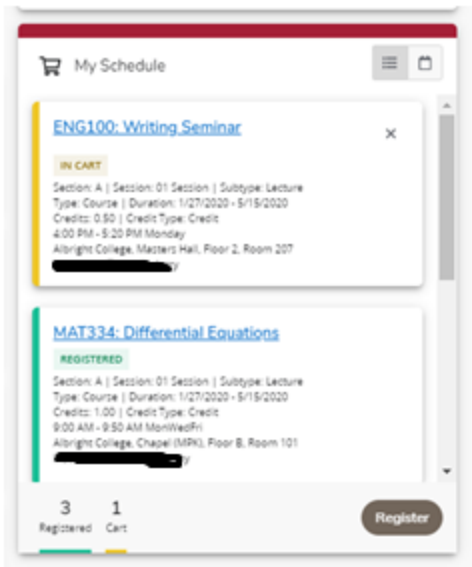 My Schedule
ENG100: Writing Seminar
IN CART
Section: A | Session: 01 Session | Subtype: Lecture
Type: Course | Duration: 1/27/2020 - 5/15/2020
Credits: 0.50 | Credit Type: Credit
4:00 PM - 5:20 PM Monday
Albright College, Masters Hall, Floor 2, Room 207
MAT334: Differential Equations
REGISTERED
Section: A | Session: 01 Session | Subtype: Lecture
Type: Course | Duration: 1/27/2020 - 5/15/2020
Credits: 1.00 | Credit Type: Credit
9:00 AM - 9:50 AM MonWedFri
Albright College, Chapel (MPK), Floor B, Room 101
3 1
Registered Cart
Register